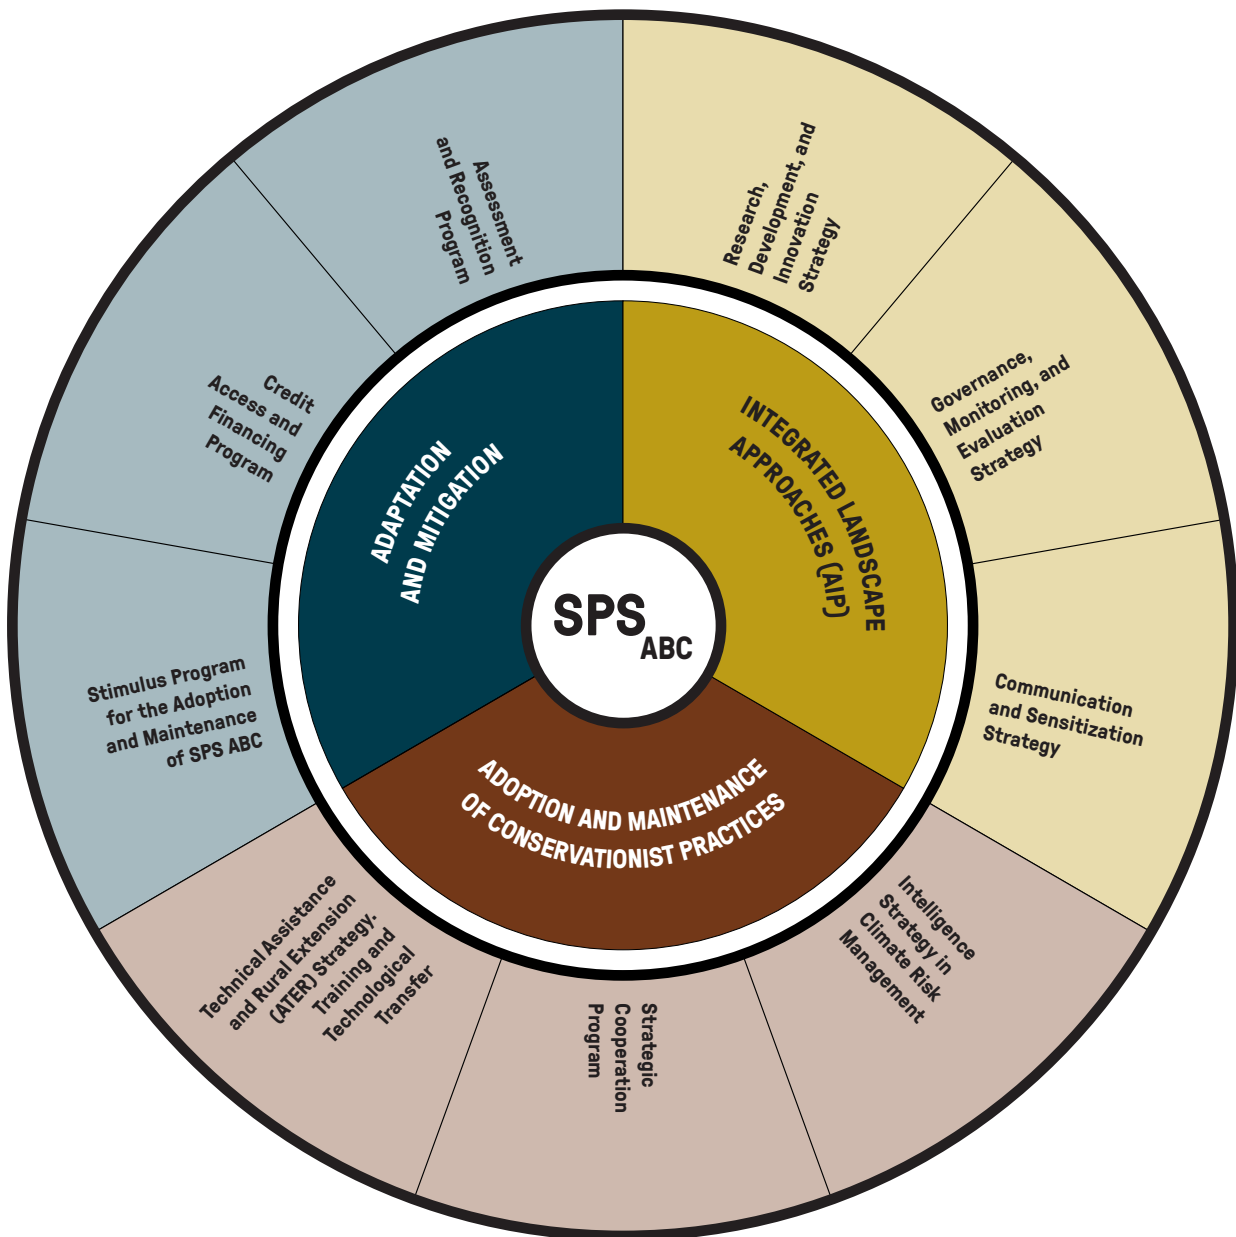 SPS
ABC
INTEGRATED LANDSCAPE
APPROACHES (AIP)
ADOPTION AND MAINTENANCE
OF CONSERVATIONIST PRACTICES
ADAPTATION
AND MITIGATION
Research,
Development, and
Innovation
Strategy
Governance,
Monitoring, and
Evaluation
Strategy
Communication
and Sensitization
Strategy
Intelligence
Strategy in
Climate Risk
Management
Strategic
Cooperation
Program
Technical Assistance
and Rural Extension
(ATER) Strategy.
Training and
Technological
Transfer
Stimulus Program
for the Adoption
and Maintenance
of SPS ABC
Credit
Access and
Financing
Program
Assessment
and Recognition
Program